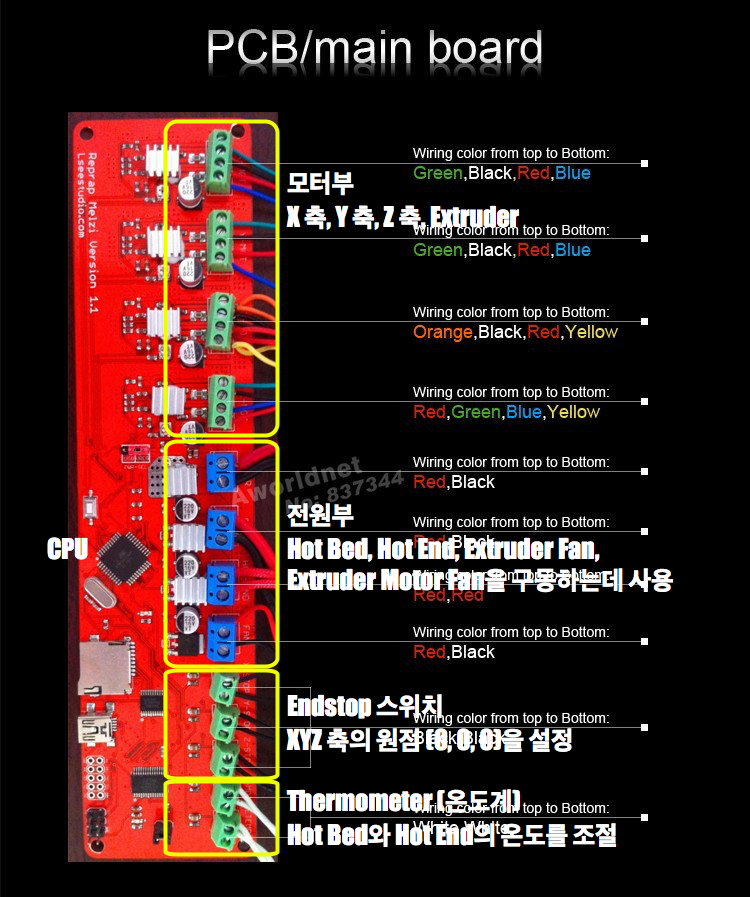 PCB/main board
Reprap Melzi Version 1.1
Lseestudio.com
Wiring color from top to Bottom:
Green,Black,Red,Blue
모터부
X 축, Y 축, Z 축, Extruder
Wiring color from top to Bottom:
Green,Black,Red,Blue
Wiring color from top to Bottom:
Orange,Black,Red,Yellow
Wiring color from top to Bottom:
Red,Green,Blue,Yellow
Wiring color from top to Bottom:
Red,Black
Aworldnet
No: 837344
전원부
Wiring color from top to Bottom:
Red,Black
CPU
Hot Bed, Hot End, Extruder Fan,
Extruder Motor Fan을 구동하는데 사용
Wiring color from top to Bottom:
Red,Red
Wiring color from top to Bottom:
Red,Black
Endstop 스위치
Wiring color from top to Bottom:
XYZ 축의 원점 (0, 0, 0)을 설정
Thermometer (온도계)
Wiring color from top to Bottom:
White,White
Hot Bed와 Hot End의 온도를 조절